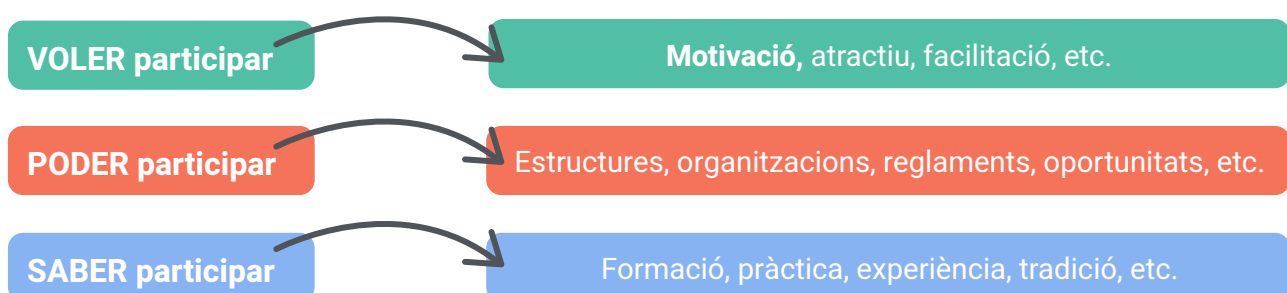 VOLER participar
Motivació, atractiu, facilitació, etc.
PODER participar
Estructures, organitzacions, reglaments, oportunitats, etc.
SABER participar
Formació, pràctica, experiència, tradició, etc.